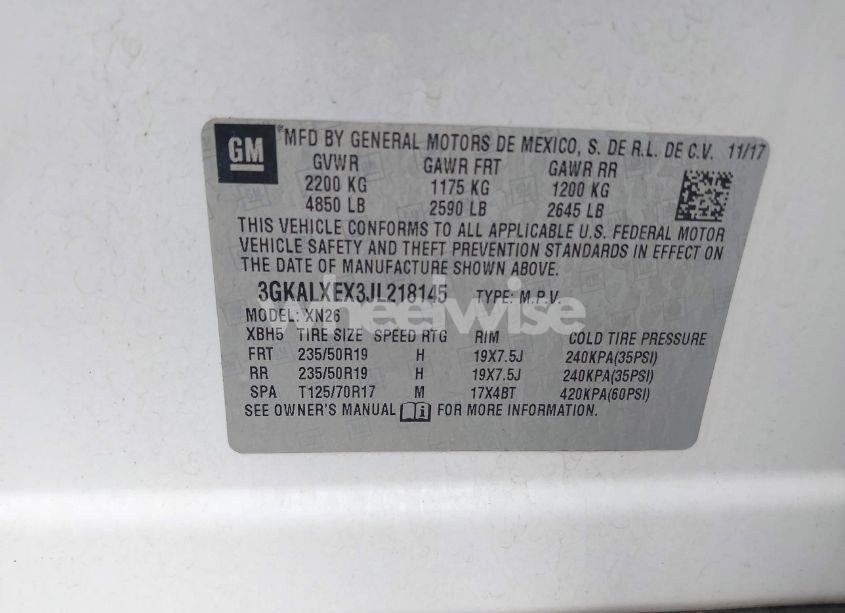 GM
MFD BY GENERAL MOTORS DE MEXICO, S. DE R.L. DE C.V. 11/17
GVWR GAWR FRT GAWR RR
2200 KG 1175 KG 1200 KG
4850 LB 2590 LB 2645 LB
THIS VEHICLE CONFORMS TO ALL APPLICABLE U.S. FEDERAL MOTOR
VEHICLE SAFETY AND THEFT PREVENTION STANDARDS IN EFFECT ON
THE DATE OF MANUFACTURE SHOWN ABOVE.
3GKALXEX3JL218145 TYPE: M.P.V.
wheelwise
MODEL: XN26
XBH5 TIRE SIZE SPEED RTG RIM COLD TIRE PRESSURE
FRT 235/50R19 H 19X7.5J 240KPA(35PSI)
RR 235/50R19 H 19X7.5J 240KPA(35PSI)
SPA T125/70R17 M 17X4BT 420KPA(60PSI)
SEE OWNER'S MANUAL i FOR MORE INFORMATION.